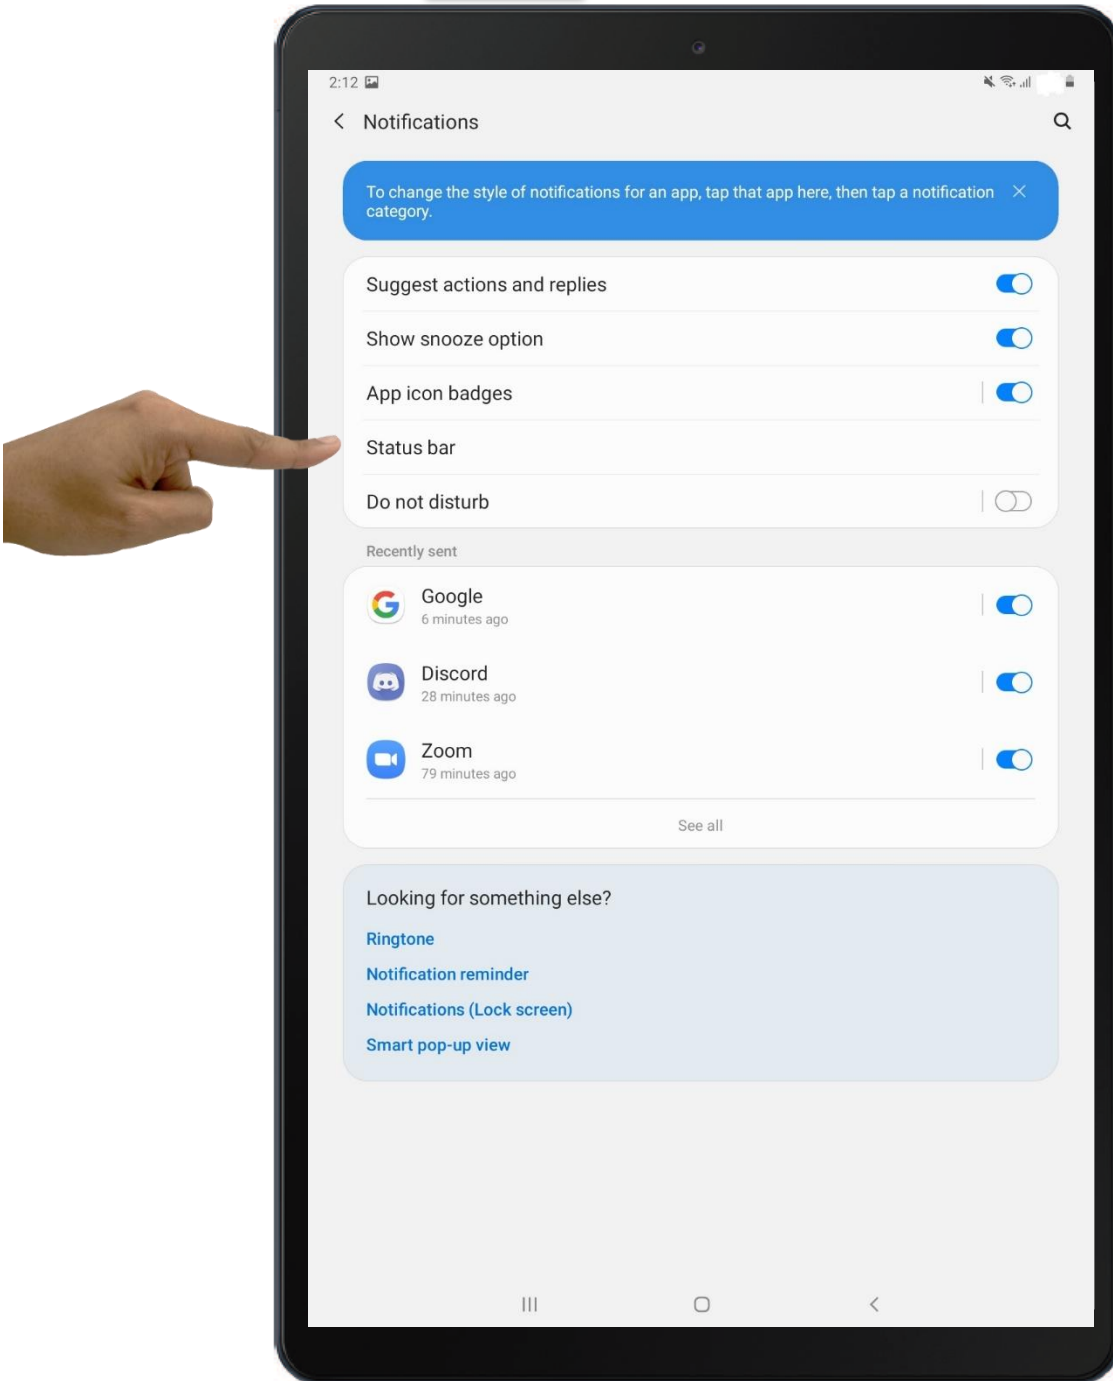 2:12
Notifications
To change the style of notifications for an app, tap that app here, then tap a notification
category.
Suggest actions and replies
Show snooze option
App icon badges
Status bar
Do not disturb
Recently sent
Google
6 minutes ago
Discord
28 minutes ago
Zoom
79 minutes ago
See all
Looking for something else?
Ringtone
Notification reminder
Notifications (Lock screen)
Smart pop-up view